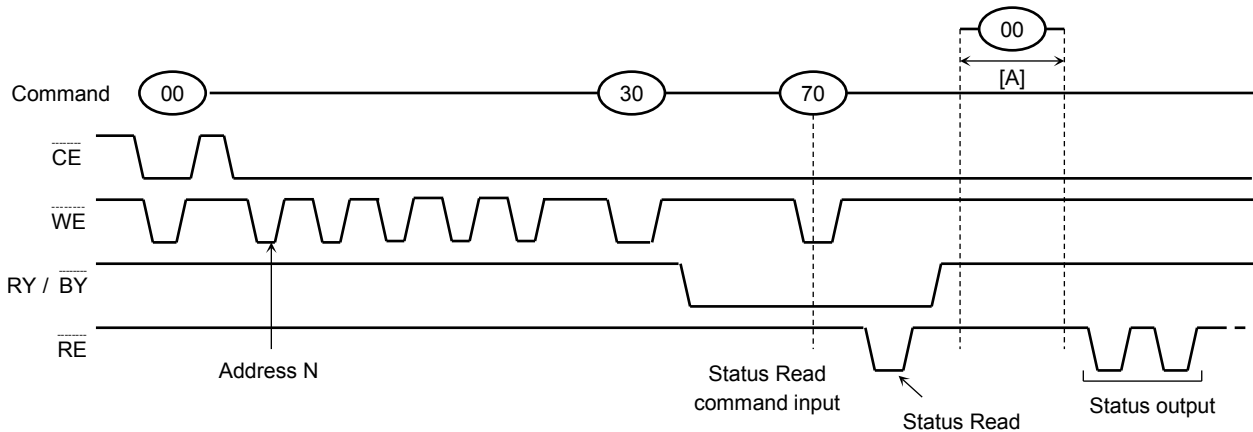 00
[A]
Command 00 30 70
CE
WE
RY / BY
RE
Address N
Status Read
command input
Status Read
Status output